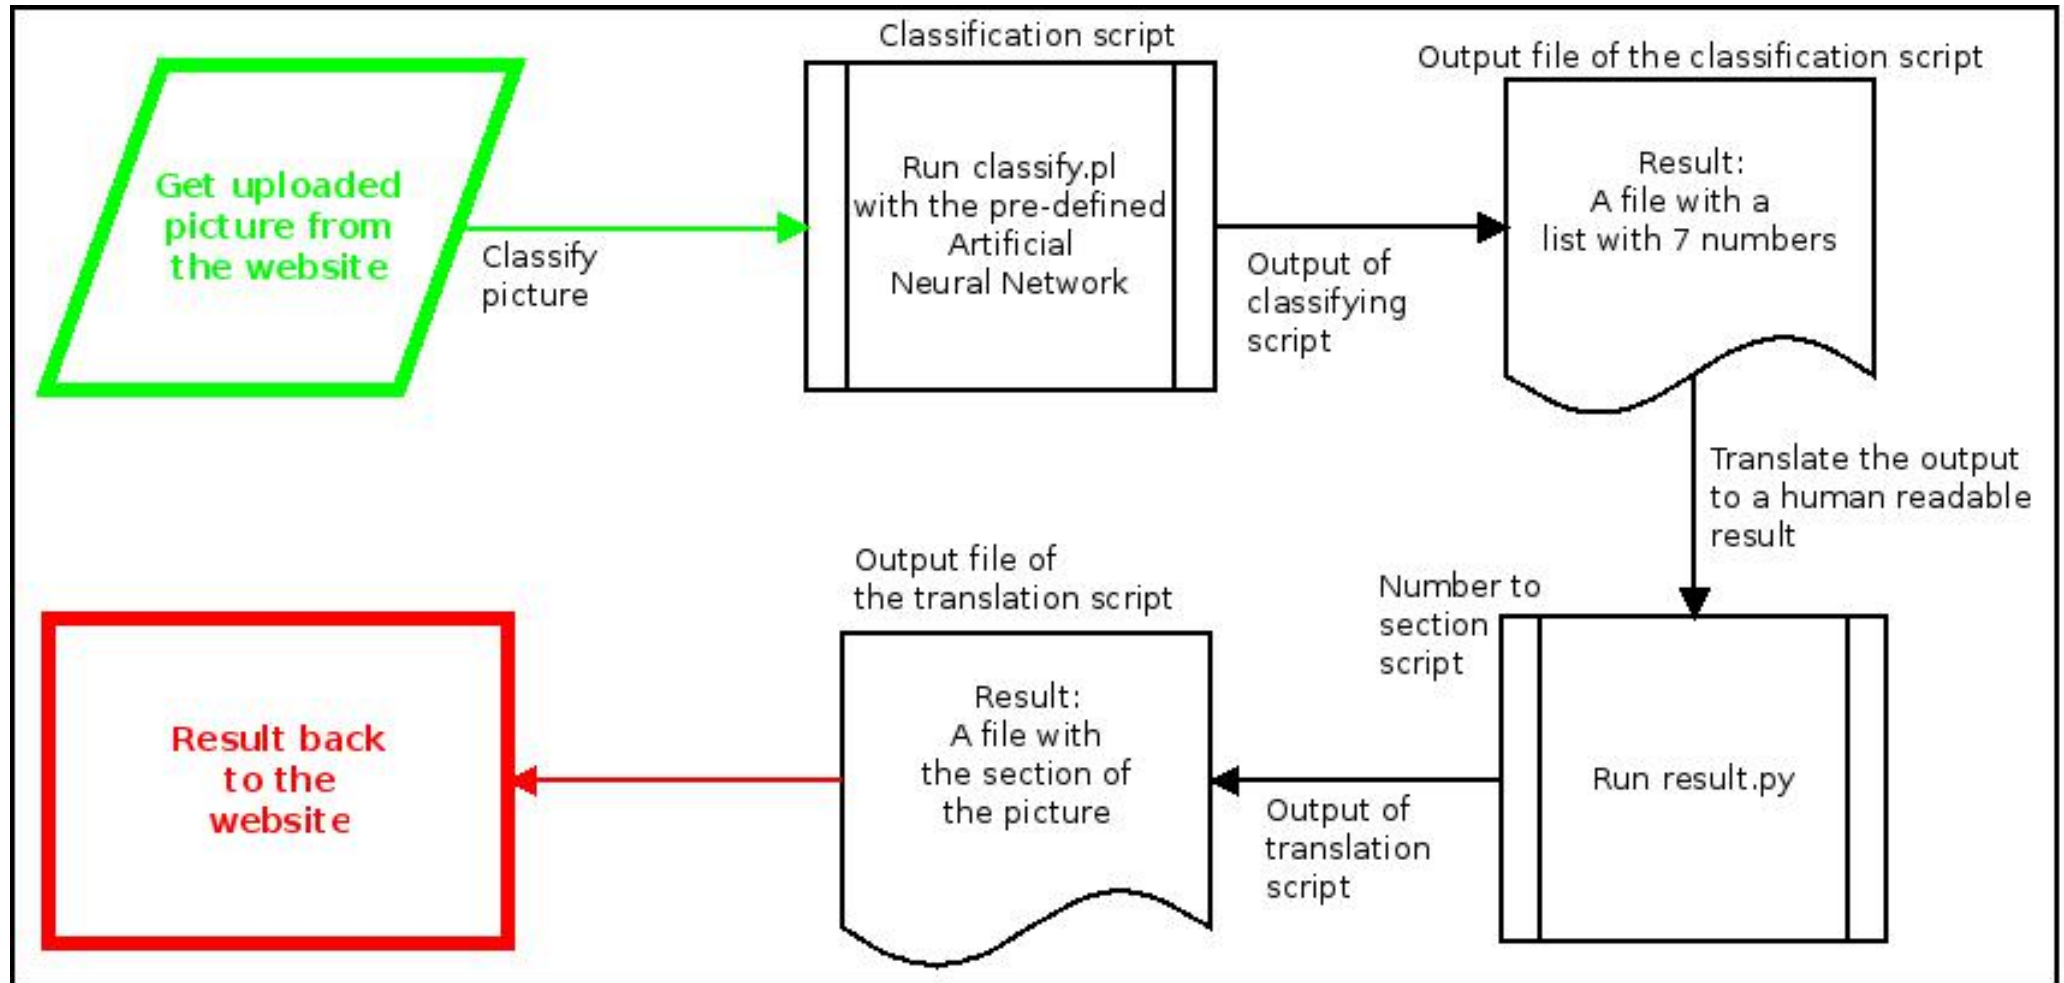 Get uploaded
picture from
the website
Classify
picture
Classification script
Run classify.pl
with the pre-defined
Artificial
Neural Network
Output of
classifying
script
Output file of the classification script
Result:
A file with a
list with 7 numbers
Translate the output
to a human readable
result
Number to
section
script
Run result.py
Output of
translation
script
Output file of
the translation script
Result:
A file with
the section of
the picture
Result back
to the
website